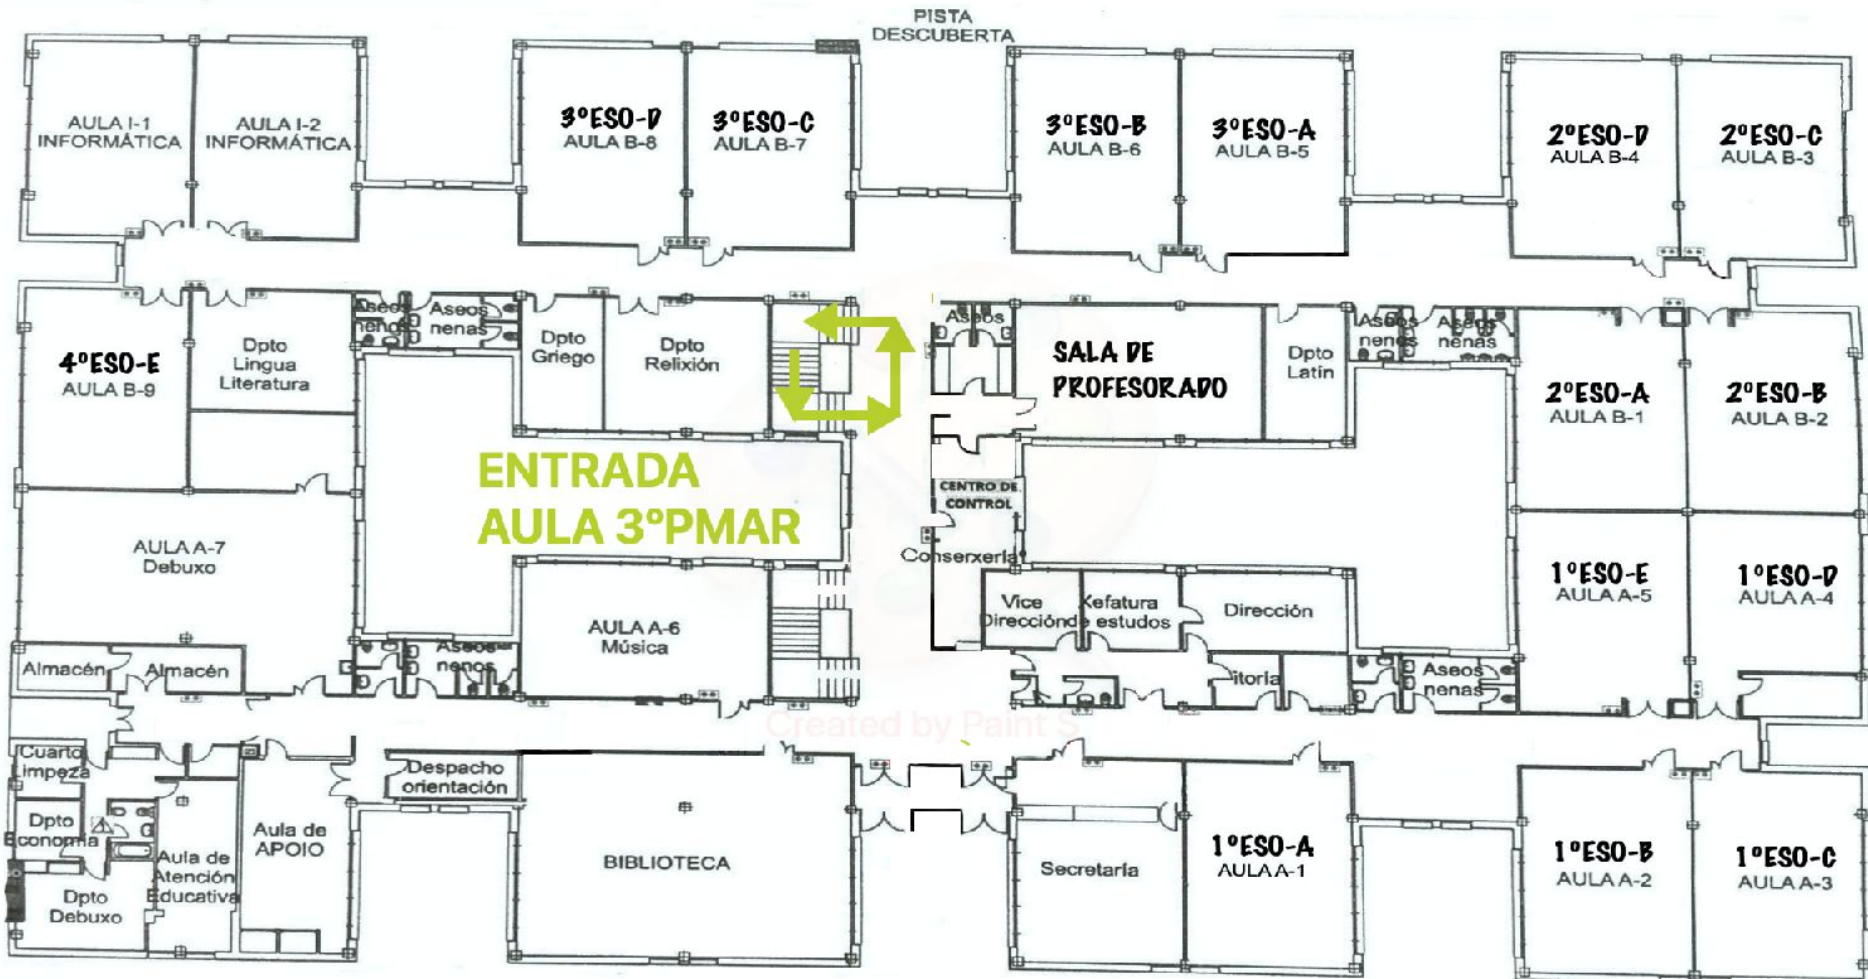 PISTA
DESCUBERTA
AULA I-1
INFORMÁTICA
AULA I-2
INFORMÁTICA
3ºESO-D
AULA B-8
3ºESO-C
AULA B-7
3ºESO-B
AULA B-6
3ºESO-A
AULA B-5
2ºESO-D
AULA B-4
2ºESO-C
AULA B-3
4ºESO-E
AULA B-9
Dpto
Lingua
Literatura
Aseos
nenos
Aseos
nenas
Dpto
Griego
Dpto
Relixión
Aseos
SALA DE
PROFESORADO
Dpto
Latín
Aseos
nenos
Aseos
nenas
2ºESO-A
AULA B-1
2ºESO-B
AULA B-2
ENTRADA
AULA 3ºPMAR
CENTRO DE
CONTROL
Conserxería
AULA A-7
Debuxo
AULA A-6
Música
Vice
Dirección
Xefatura
de estudos
Dirección
1ºESO-E
AULA A-5
1ºESO-D
AULA A-4
Almacén
Almacén
Aseos
nenos
itoría
Aseos
nenas
Created by Paint S
Cuarto
Limpeza
Despacho
orientación
Dpto
Economía
Aula de
Atención
Educativa
Aula de
APOIO
Dpto
Debuxo
BIBLIOTECA
Secretaría
1ºESO-A
AULA A-1
1ºESO-B
AULA A-2
1ºESO-C
AULA A-3